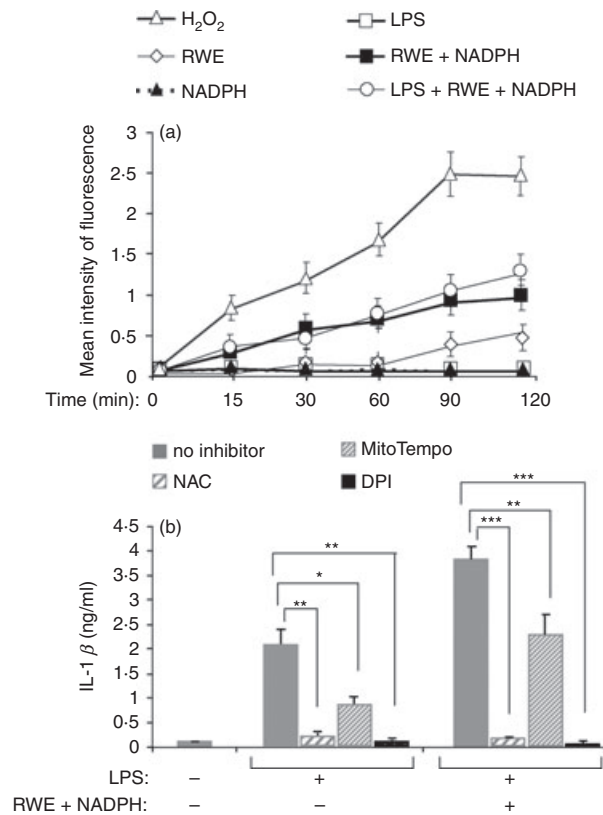 H₂O₂ LPS
RWE RWE + NADPH
NADPH LPS + RWE + NADPH
(a)
Mean intensity of fluorescence
3
2·5
2
1·5
1
0·5
0
Time (min): 0 15 30 60 90 120
no inhibitor MitoTempo
NAC DPI
(b)
IL-1 β (ng/ml)
4·5
4
3·5
3
2·5
2
1·5
1
0·5
0
**
*
**
***
**
***
LPS: – + +
RWE + NADPH: – – +